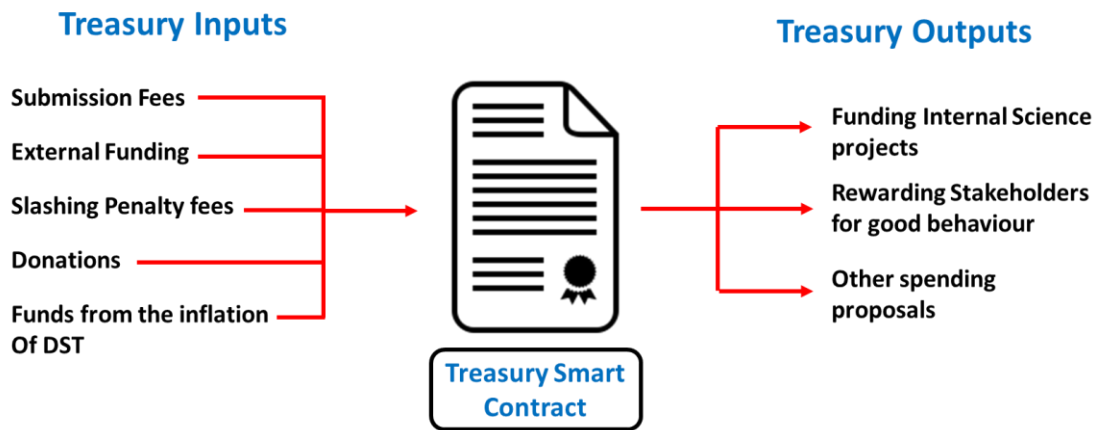 Treasury Inputs
Submission Fees
External Funding
Slashing Penalty fees
Donations
Funds from the inflation
Of DST
Treasury Smart
Contract
Treasury Outputs
Funding Internal Science
projects
Rewarding Stakeholders
for good behaviour
Other spending
proposals